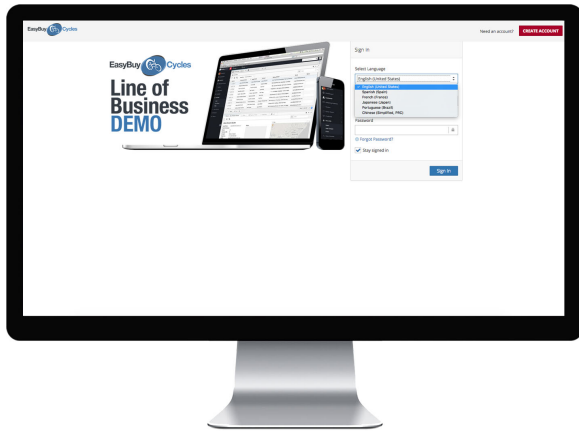 EasyBuy Cycles
Need an account?
CREATE ACCOUNT
EasyBuy Cycles
Line of
Business
DEMO
Sign in
Select Language
English (United States)
✓ English (United States)
Spanish (Spain)
French (France)
Japanese (Japan)
Portuguese (Brazil)
Chinese (Simplified, PRC)
Password
Forgot Password?
Stay signed in
Sign In